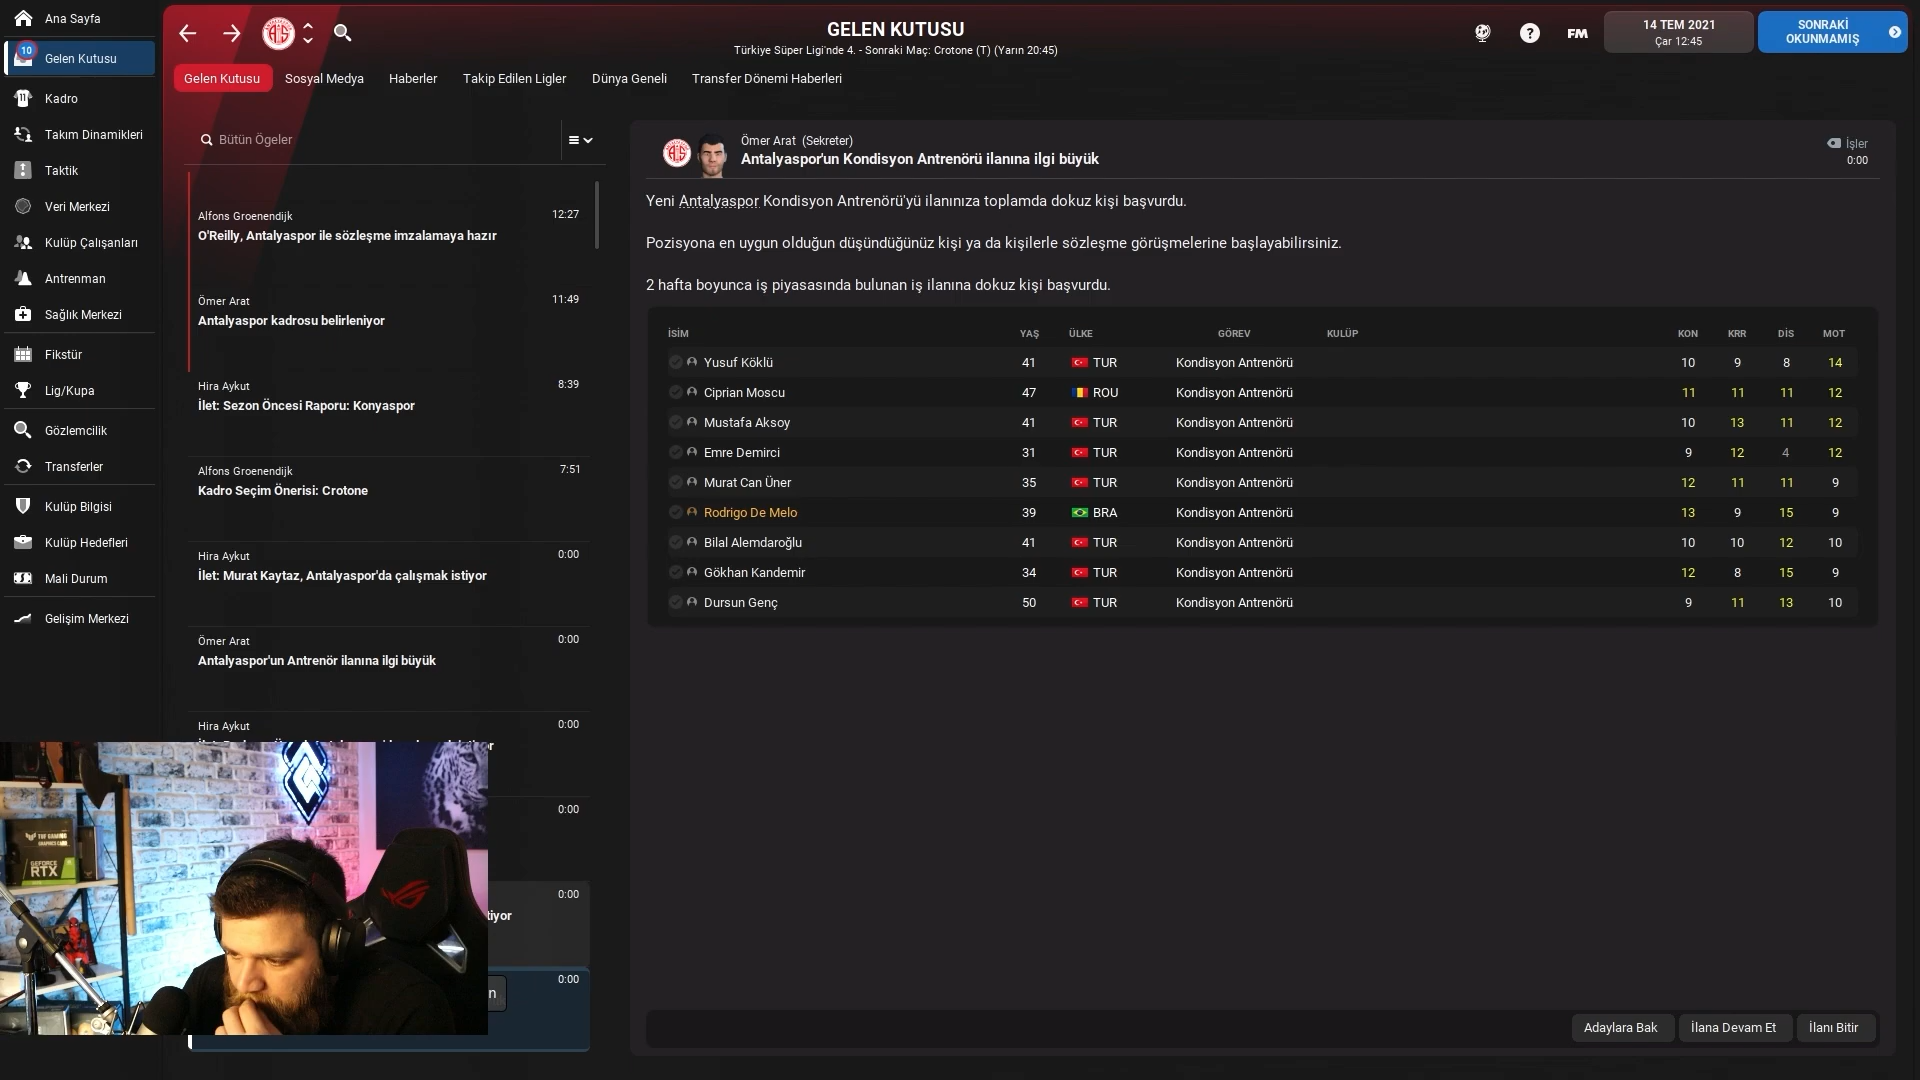 Ana Sayfa
10
Gelen Kutusu
Kadro
Takım Dinamikleri
Taktik
Veri Merkezi
Kulüp Çalışanları
Antrenman
Sağlık Merkezi
Fikstür
Lig/Kupa
Gözlemcilik
Transferler
Kulüp Bilgisi
Kulüp Hedefleri
Mali Durum
Gelişim Merkezi
GELEN KUTUSU
Türkiye Süper Ligi'nde 4. - Sonraki Maç: Crotone (T) (Yarın 20:45)
FM
14 TEM 2021
Çar 12:45
SONRAKİ
OKUNMAMIŞ
Gelen Kutusu Sosyal Medya Haberler Takip Edilen Ligler Dünya Geneli Transfer Dönemi Haberleri
Bütün Ögeler
Alfons Groenendijk 12:27
O'Reilly, Antalyaspor ile sözleşme imzalamaya hazır
Ömer Arat 11:49
Antalyaspor kadrosu belirleniyor
Hira Aykut 8:39
İlet: Sezon Öncesi Raporu: Konyaspor
Alfons Groenendijk 7:51
Kadro Seçim Önerisi: Crotone
Hira Aykut 0:00
İlet: Murat Kaytaz, Antalyaspor'da çalışmak istiyor
Ömer Arat 0:00
Antalyaspor'un Antrenör ilanına ilgi büyük
Hira Aykut 0:00
0:00
0:00
tiyor
0:00
n
TUF GAMING
GEFORCE
RTX
Ömer Arat (Sekreter)
Antalyaspor'un Kondisyon Antrenörü ilanına ilgi büyük
İşler
0:00
Yeni Antalyaspor Kondisyon Antrenörü'yü ilanınıza toplamda dokuz kişi başvurdu.
Pozisyona en uygun olduğun düşündüğünüz kişi ya da kişilerle sözleşme görüşmelerine başlayabilirsiniz.
2 hafta boyunca iş piyasasında bulunan iş ilanına dokuz kişi başvurdu.
İSİM YAŞ ÜLKE GÖREV KULÜP KON KRR DİS MOT
Yusuf Köklü 41 TUR Kondisyon Antrenörü 10 9 8 14
Ciprian Moscu 47 ROU Kondisyon Antrenörü 11 11 11 12
Mustafa Aksoy 41 TUR Kondisyon Antrenörü 10 13 11 12
Emre Demirci 31 TUR Kondisyon Antrenörü 9 12 4 12
Murat Can Üner 35 TUR Kondisyon Antrenörü 12 11 11 9
Rodrigo De Melo 39 BRA Kondisyon Antrenörü 13 9 15 9
Bilal Alemdaroğlu 41 TUR Kondisyon Antrenörü 10 10 12 10
Gökhan Kandemir 34 TUR Kondisyon Antrenörü 12 8 15 9
Dursun Genç 50 TUR Kondisyon Antrenörü 9 11 13 10
Adaylara Bak İlana Devam Et İlanı Bitir